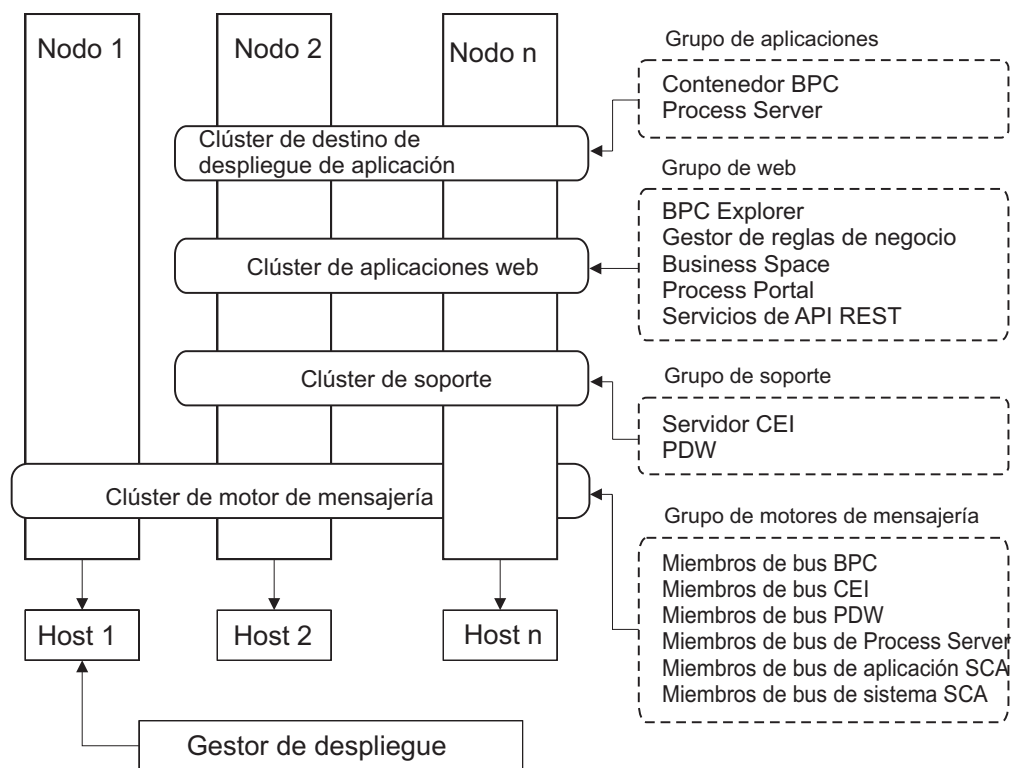 Nodo 1
Nodo 2
Nodo n
Grupo de aplicaciones
Contenedor BPC
Process Server
Clúster de destino de
despliegue de aplicación
Grupo de web
BPC Explorer
Gestor de reglas de negocio
Business Space
Process Portal
Servicios de API REST
Clúster de aplicaciones web
Clúster de soporte
Grupo de soporte
Servidor CEI
PDW
Clúster de motor de mensajería
Grupo de motores de mensajería
Miembros de bus BPC
Miembros de bus CEI
Miembros de bus PDW
Miembros de bus de Process Server
Miembros de bus de aplicación SCA
Miembros de bus de sistema SCA
Host 1
Host 2
Host n
Gestor de despliegue